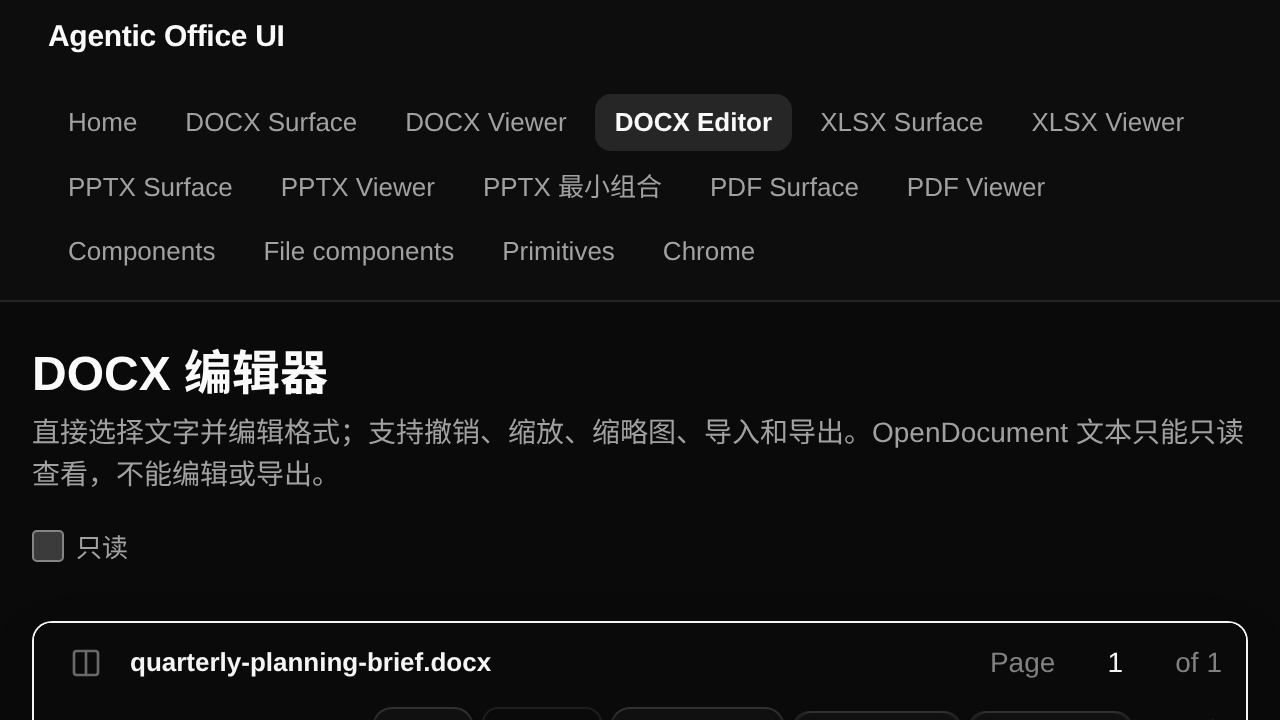 Agentic Office UI
Home DOCX Surface DOCX Viewer DOCX Editor XLSX Surface XLSX Viewer
PPTX Surface PPTX Viewer PPTX 最小组合 PDF Surface PDF Viewer
Components File components Primitives Chrome
DOCX 编辑器
直接选择文字并编辑格式；支持撤销、缩放、缩略图、导入和导出。OpenDocument 文本只能只读
查看，不能编辑或导出。
只读
quarterly-planning-brief.docx Page 1 of 1